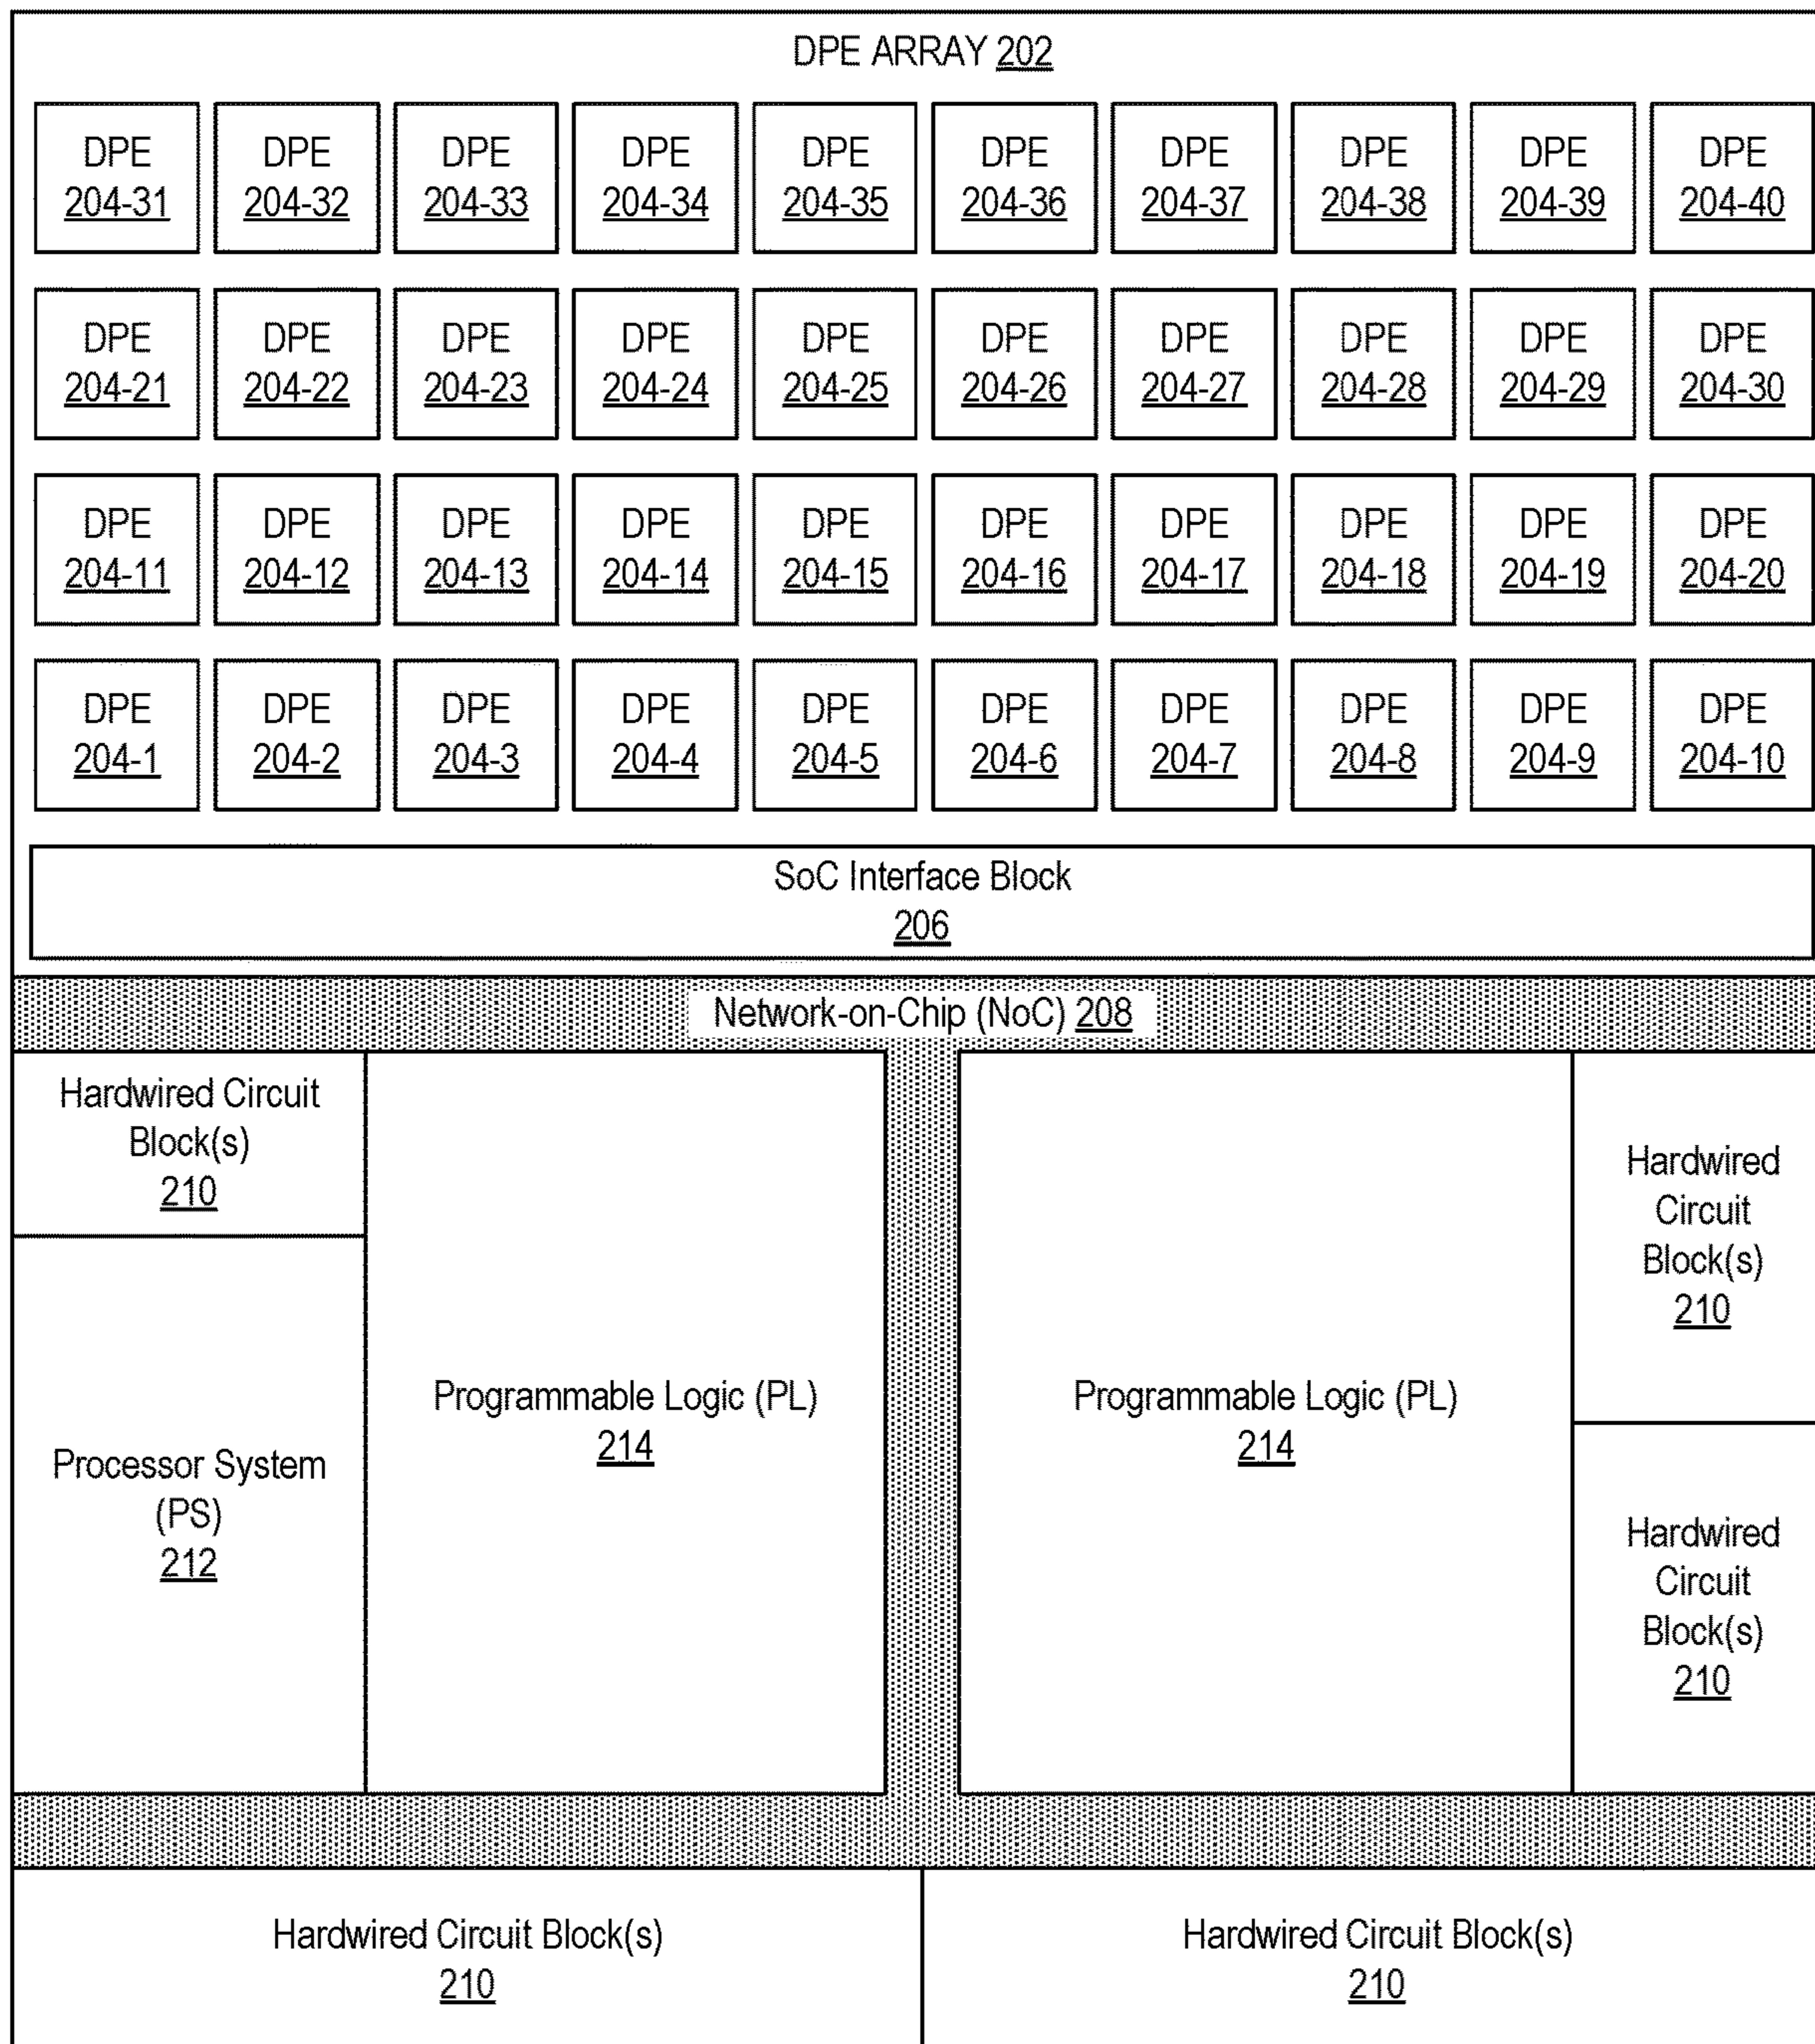 DPE ARRAY 202
DPE
204-31
DPE
204-32
DPE
204-33
DPE
204-34
DPE
204-35
DPE
204-36
DPE
204-37
DPE
204-38
DPE
204-39
DPE
204-40
DPE
204-21
DPE
204-22
DPE
204-23
DPE
204-24
DPE
204-25
DPE
204-26
DPE
204-27
DPE
204-28
DPE
204-29
DPE
204-30
DPE
204-11
DPE
204-12
DPE
204-13
DPE
204-14
DPE
204-15
DPE
204-16
DPE
204-17
DPE
204-18
DPE
204-19
DPE
204-20
DPE
204-1
DPE
204-2
DPE
204-3
DPE
204-4
DPE
204-5
DPE
204-6
DPE
204-7
DPE
204-8
DPE
204-9
DPE
204-10
SoC Interface Block
206
Network-on-Chip (NoC) 208
Hardwired Circuit
Block(s)
210
Processor System
(PS)
212
Programmable Logic (PL)
214
Programmable Logic (PL)
214
Hardwired
Circuit
Block(s)
210
Hardwired
Circuit
Block(s)
210
Hardwired Circuit Block(s)
210
Hardwired Circuit Block(s)
210